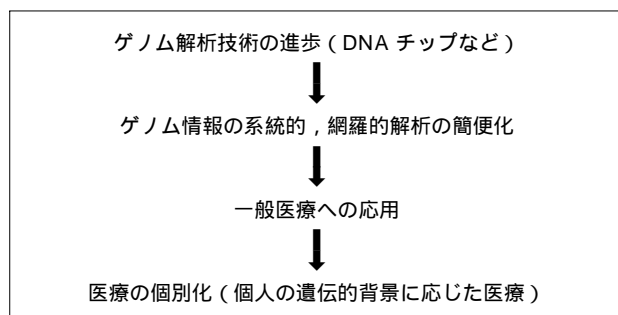 ゲノム解析技術の進歩（DNA チップなど）
ゲノム情報の系統的，網羅的解析の簡便化
一般医療への応用
医療の個別化（個人の遺伝的背景に応じた医療）